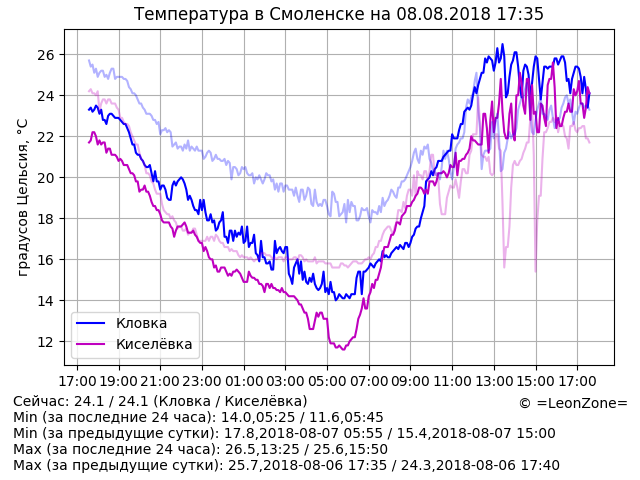 Температура в Смоленске на 08.08.2018 17:35
градусов Цельсия, °C
26
24
22
20
18
16
14
12
Кловка
Киселёвка
17:00 19:00 21:00 23:00 01:00 03:00 05:00 07:00 09:00 11:00 13:00 15:00 17:00
Сейчас: 24.1 / 24.1 (Кловка / Киселёвка)
© =LeonZone=
Min (за последние 24 часа): 14.0,05:25 / 11.6,05:45
Min (за предыдущие сутки): 17.8,2018-08-07 05:55 / 15.4,2018-08-07 15:00
Max (за последние 24 часа): 26.5,13:25 / 25.6,15:50
Max (за предыдущие сутки): 25.7,2018-08-06 17:35 / 24.3,2018-08-06 17:40